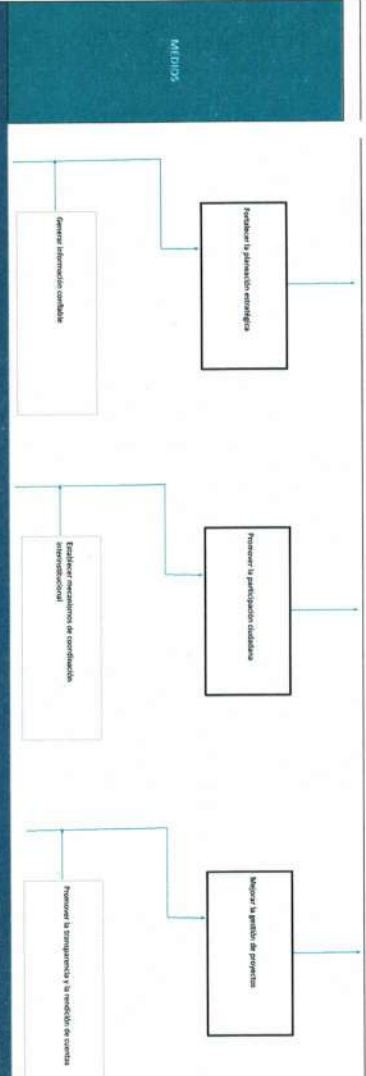 MEDIOS
Fortalecer la planeación estratégica
Promover la participación ciudadana
Mejorar la gestión de proyectos
Generar información confiable
Establecer mecanismos de coordinación
interinstitucional
Promover la transparencia y la rendición de cuentas